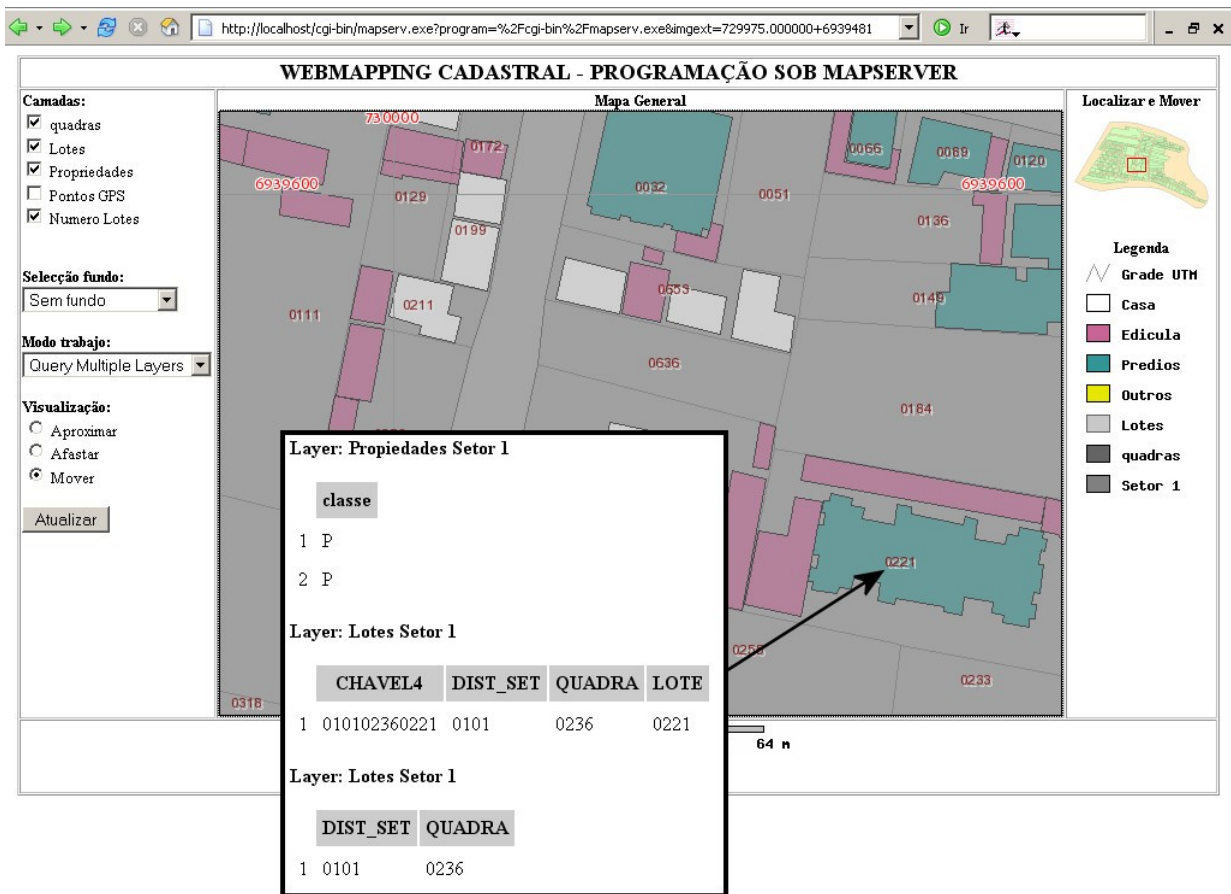 http://localhost/cgi-bin/mapserv.exe?program=%2Fcgi-bin%2Fmapserv.exe&imgext=729975.000000+6939481
Ir
WEBMAPPING CADASTRAL - PROGRAMAÇÃO SOB MAPSERVER
Camadas:
quadras
Lotes
Propriedades
Pontos GPS
Numero Lotes
Selecção fundo:
Sem fundo
Modo trabajo:
Query Multiple Layers
Visualização:
Aproximar
Afastar
Mover
Atualizar
Mapa General
730000
0172
0066
0089
0120
6939600
0129
0032
0051
6939600
0199
0136
0653
0149
0211
0111
0636
0184
0221
0255
0233
0318
64 m
Layer: Propiedades Setor 1
classe
1 P
2 P
Layer: Lotes Setor 1
CHAVEL4 DIST_SET QUADRA LOTE
1 010102360221 0101 0236 0221
Layer: Lotes Setor 1
DIST_SET QUADRA
1 0101 0236
Localizar e Mover
Legenda
Grade UTM
Casa
Edicula
Predios
Outros
Lotes
quadras
Setor 1